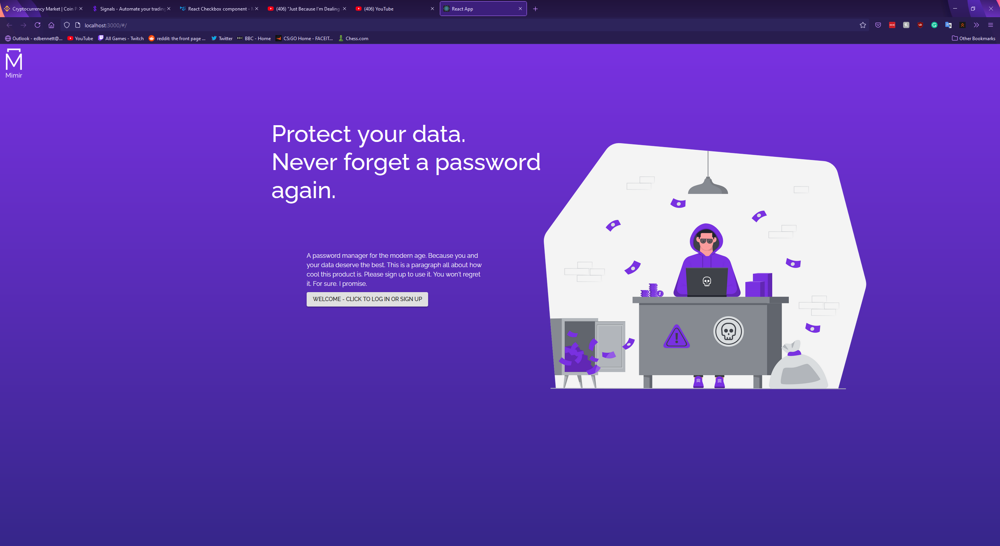 Cryptocurrency Market | Coin P
Signals - Automate your trading
React Checkbox component - M
(406) "Just Because I'm Dealing
(406) YouTube
React App
localhost:3000/#/
Outlook - edbennett@...
YouTube
All Games - Twitch
reddit: the front page ...
Twitter
BBC
BBC - Home
CS:GO Home - FACEIT...
Chess.com
Other Bookmarks
M
Mimir
Protect your data.
Never forget a password
again.
A password manager for the modern age. Because you and
your data deserve the best. This is a paragraph all about how
cool this product is. Please sign up to use it. You won't regret
it. For sure. I promise.
WELCOME - CLICK TO LOG IN OR SIGN UP
$
!